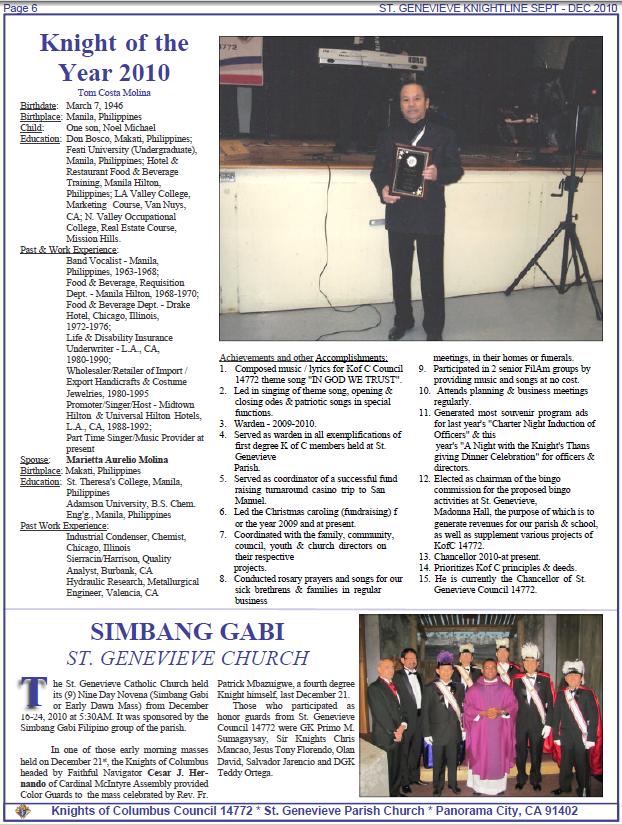 Page 6
ST. GENEVIEVE KNIGHTLINE SEPT - DEC 2010
Knight of the
Year 2010
Tom Costa Molina
Birthdate: March 7, 1946
Birthplace: Manila, Philippines
Child: One son, Noel Michael
Education: Don Bosco, Makati, Philippines;
Feati University (Undergraduate),
Manila, Philippines; Hotel &
Restaurant Food & Beverage
Training, Manila Hilton,
Philippines; LA Valley College,
Marketing Course, Van Nuys,
CA; N. Valley Occupational
College, Real Estate Course,
Mission Hills.
Past & Work Experience:
Band Vocalist - Manila,
Philippines, 1963-1968;
Food & Beverage, Requisition
Dept. - Manila Hilton, 1968-1970;
Food & Beverage Dept. - Drake
Hotel, Chicago, Illinois,
1972-1976;
Life & Disability Insurance
Underwriter - L.A., CA,
1980-1990;
Wholesaler/Retailer of Import /
Export Handicrafts & Costume
Jewelries, 1980-1995
Promoter/Singer/Host - Midtown
Hilton & Universal Hilton Hotels,
L.A., CA, 1988-1992;
Part Time Singer/Music Provider at
present
Spouse: Marietta Aurelio Molina
Birthplace: Makati, Philippines
Education: St. Theresa's College, Manila,
Philippines
Adamson University, B.S. Chem.
Eng'g., Manila, Philippines
Past Work Experience:
Industrial Condenser, Chemist,
Chicago, Illinois
Sierracin/Harrison, Quality
Analyst, Burbank, CA
Hydraulic Research, Metallurgical
Engineer, Valencia, CA
14772
KORG
Achievements and other Accomplishments:
1. Composed music / lyrics for Kof C Council
14772 theme song "IN GOD WE TRUST".
2. Led in singing of theme song, opening &
closing odes & patriotic songs in special
functions.
3. Warden - 2009-2010.
4. Served as warden in all exemplifications of
first degree K of C members held at St.
Genevieve
Parish.
5. Served as coordinator of a successful fund
raising turnaround casino trip to San
Manuel.
6. Led the Christmas caroling (fundraising) f
or the year 2009 and at present.
7. Coordinated with the family, community,
council, youth & church directors on
their respective
projects.
8. Conducted rosary prayers and songs for our
sick brethrens & families in regular
business
meetings, in their homes or funerals.
9. Participated in 2 senior FilAm groups by
providing music and songs at no cost.
10. Attends planning & business meetings
regularly.
11. Generated most souvenir program ads
for last year's "Charter Night Induction of
Officers" & this
year's "A Night with the Knight's Thans
giving Dinner Celebration" for officers &
directors.
12. Elected as chairman of the bingo
commission for the proposed bingo
activities at St. Genevieve,
Madonna Hall, the purpose of which is to
generate revenues for our parish & school,
as well as supplement various projects of
KofC 14772.
13. Chancellor 2010-at present.
14. Prioritizes Kof C principles & deeds.
15. He is currently the Chancellor of St.
Genevieve Council 14772.
SIMBANG GABI
ST. GENEVIEVE CHURCH
The St. Genevieve Catholic Church held
its (9) Nine Day Novena (Simbang Gabi
or Early Dawn Mass) from December
16-24, 2010 at 5:30AM. It was sponsored by the
Simbang Gabi Filipino group of the parish.
In one of those early morning masses
held on December 21st, the Knights of Columbus
headed by Faithful Navigator Cesar J. Her-
nando of Cardinal McIntyre Assembly provided
Color Guards to the mass celebrated by Rev. Fr.
Patrick Mbazuigwe, a fourth degree
Knight himself, last December 21.
Those who participated as
honor guards from St. Genevieve
Council 14772 were GK Primo M.
Sumagaysay, Sir Knights Chris
Mancao, Jesus Tony Florendo, Olan
David, Salvador Jarencio and DGK
Teddy Ortega.
Knights of Columbus Council 14772 * St. Genevieve Parish Church * Panorama City, CA 91402